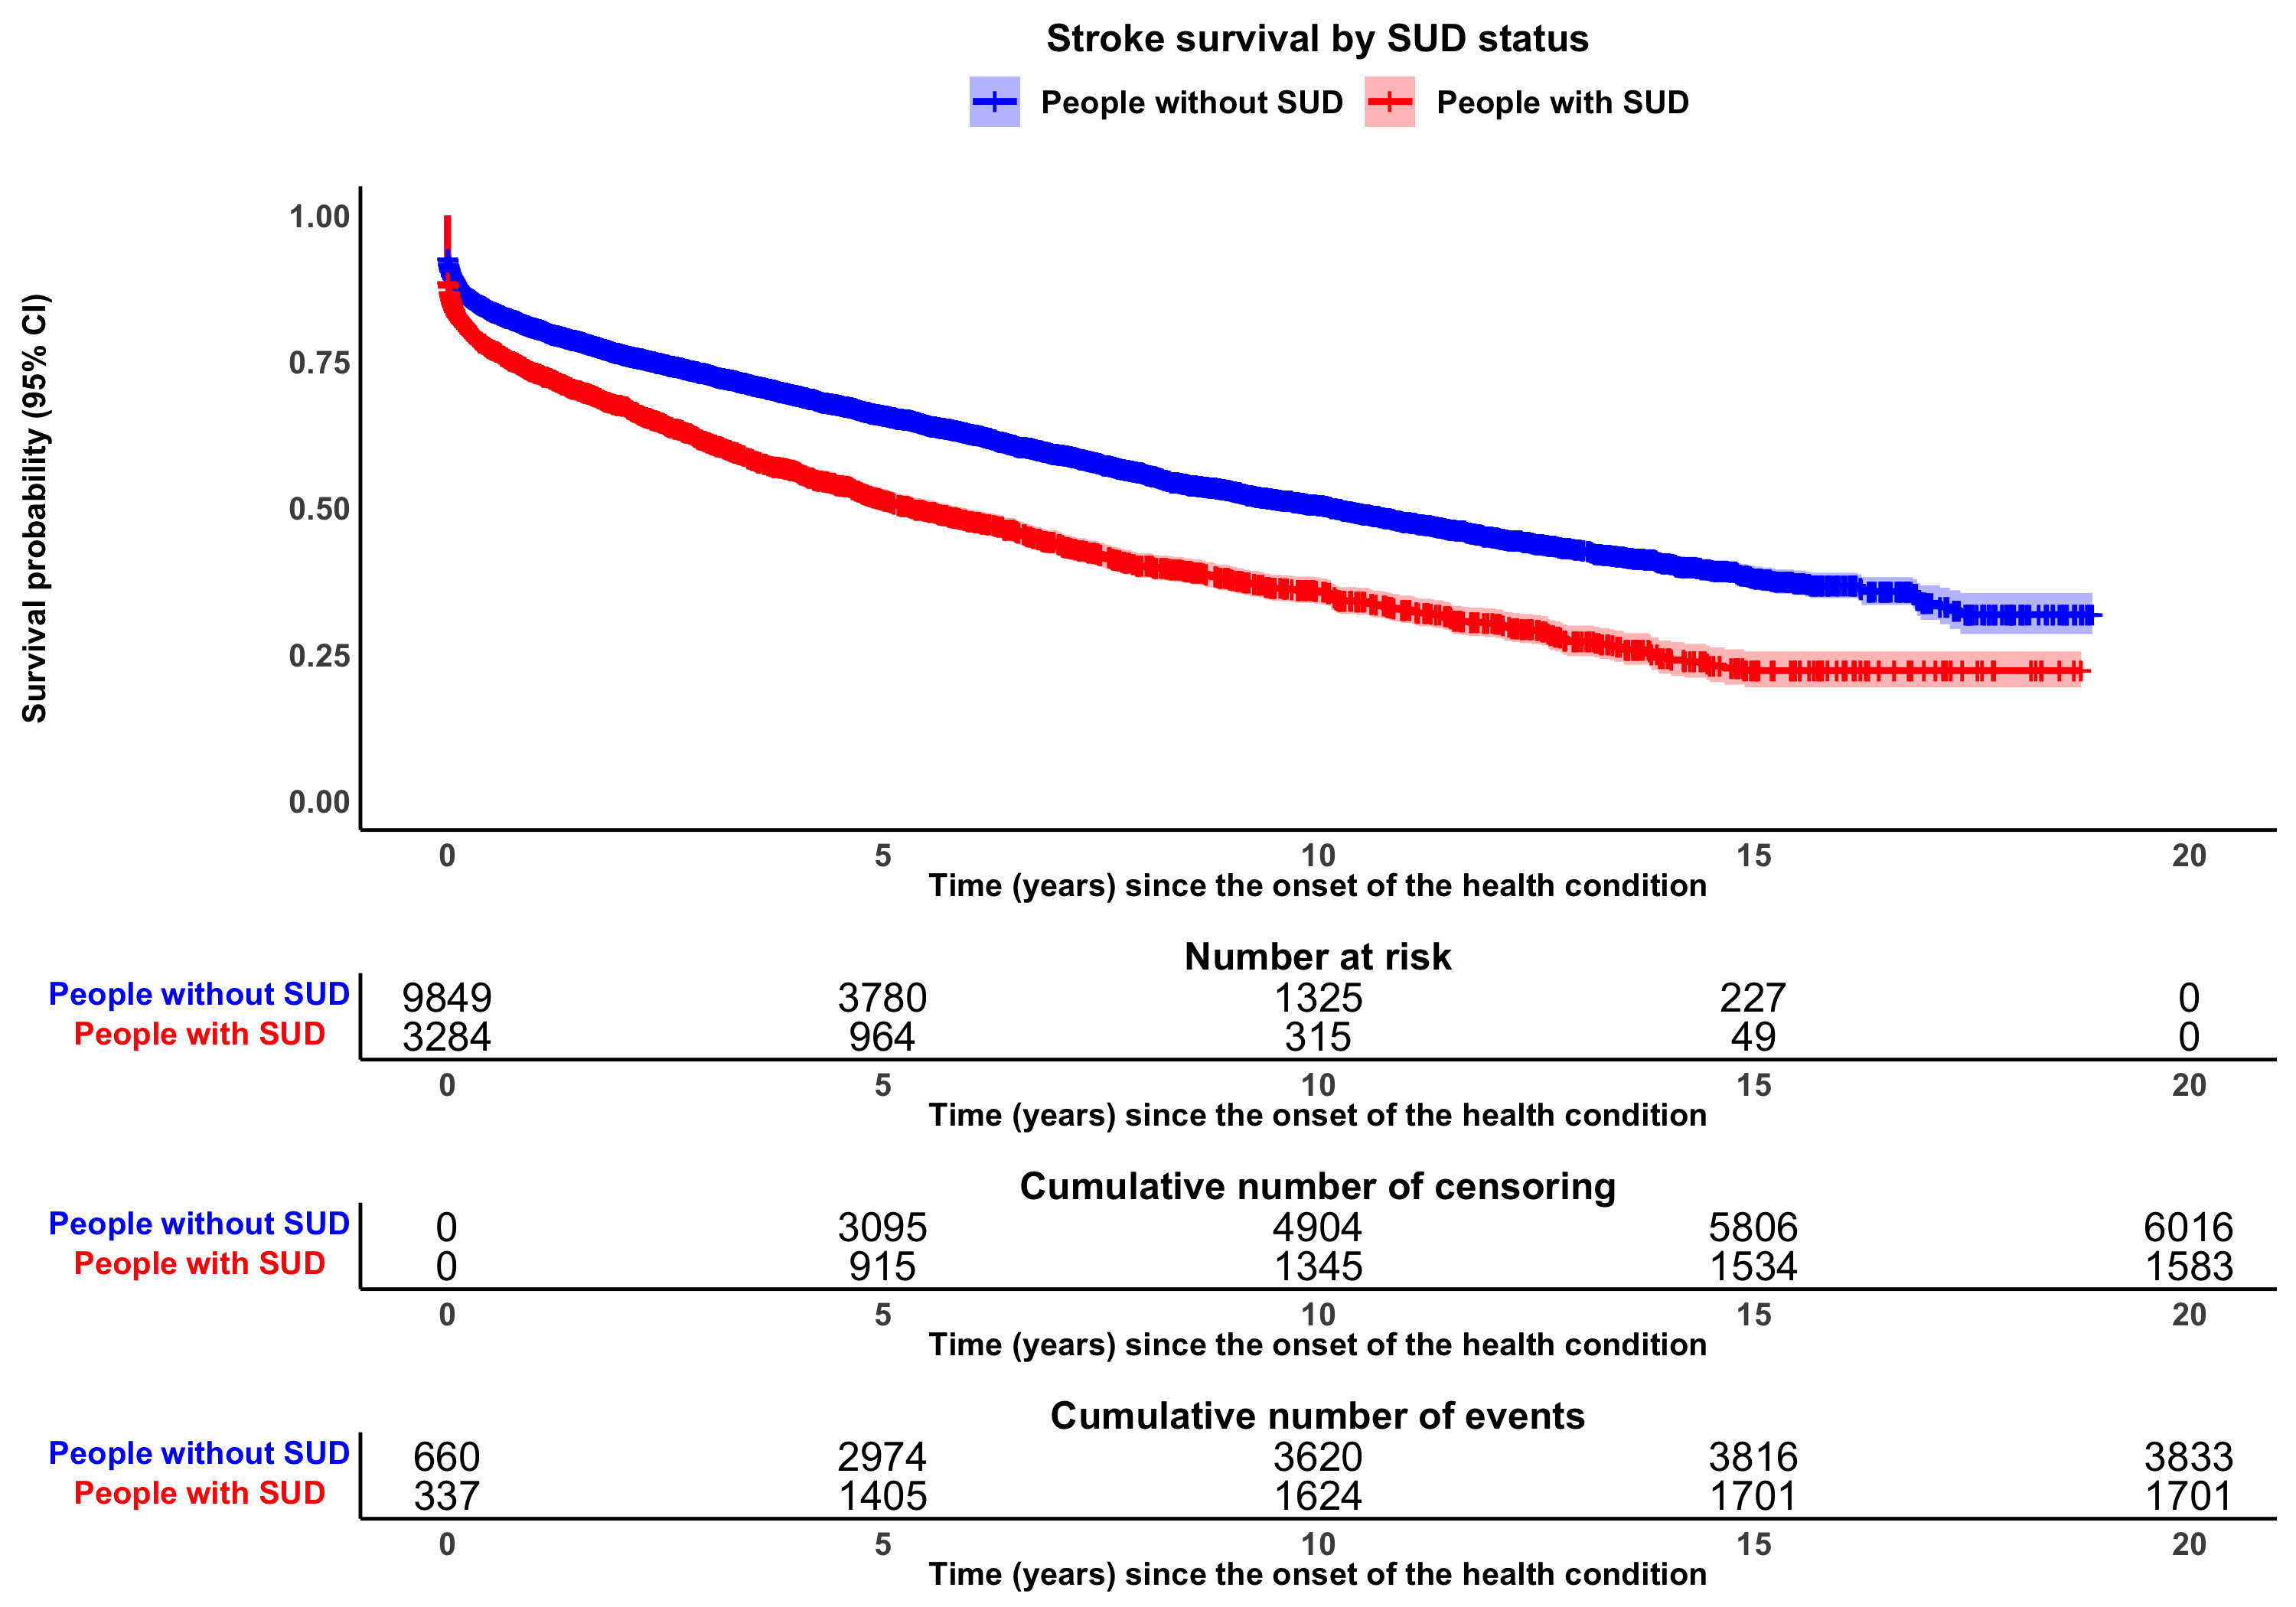 Stroke survival by SUD status
People without SUD People with SUD
Survival probability (95% CI)
1.00
0.75
0.50
0.25
0.00
0 5 10 15 20
Time (years) since the onset of the health condition
Number at risk
People without SUD 9849 3780 1325 227 0
People with SUD 3284 964 315 49 0
0 5 10 15 20
Time (years) since the onset of the health condition
Cumulative number of censoring
People without SUD 0 3095 4904 5806 6016
People with SUD 0 915 1345 1534 1583
0 5 10 15 20
Time (years) since the onset of the health condition
Cumulative number of events
People without SUD 660 2974 3620 3816 3833
People with SUD 337 1405 1624 1701 1701
0 5 10 15 20
Time (years) since the onset of the health condition